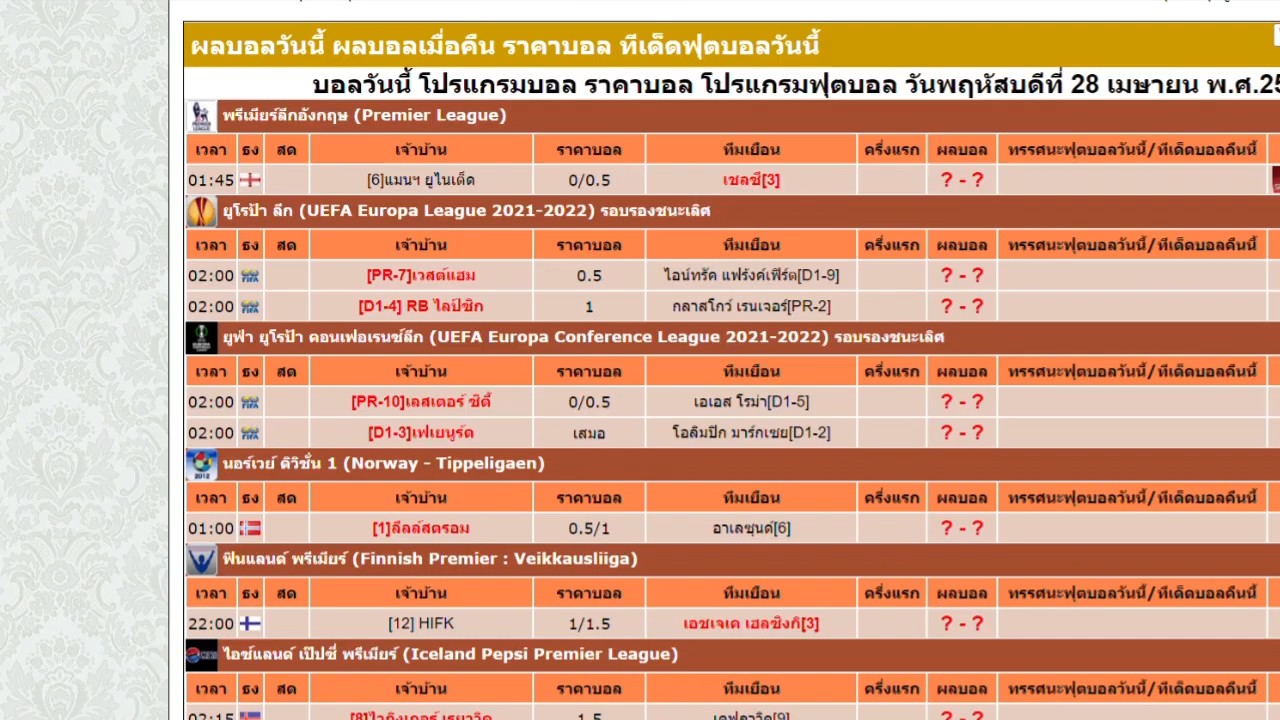 ผลบอลวันนี้ ผลบอลเมื่อคืน ราคาบอล ทีเด็ดฟุตบอลวันนี้
บอลวันนี้ โปรแกรมบอล ราคาบอล โปรแกรมฟุตบอล วันพฤหัสบดีที่ 28 เมษายน พ.ศ.25
พรีเมียร์ลีกอังกฤษ (Premier League)
เวลา ธง สด เจ้าบ้าน ราคาบอล ทีมเยือน ครึ่งแรก ผลบอล ทรรศนะฟุตบอลวันนี้/ทีเด็ดบอลคืนนี้
01:45 [6]แมนฯ ยูไนเต็ด 0/0.5 เชลซี[3] ? - ?
ยูโรป้า ลีก (UEFA Europa League 2021-2022) รอบรองชนะเลิศ
เวลา ธง สด เจ้าบ้าน ราคาบอล ทีมเยือน ครึ่งแรก ผลบอล ทรรศนะฟุตบอลวันนี้/ทีเด็ดบอลคืนนี้
02:00 [PR-7]เวสต์แฮม 0.5 ไอน์ทรัค แฟร้งค์เฟิร์ต[D1-9] ? - ?
02:00 [D1-4] RB ไลป์ซิก 1 กลาสโกว์ เรนเจอร์[PR-2] ? - ?
ยูฟ่า ยูโรป้า คอนเฟอเรนซ์ลีก (UEFA Europa Conference League 2021-2022) รอบรองชนะเลิศ
เวลา ธง สด เจ้าบ้าน ราคาบอล ทีมเยือน ครึ่งแรก ผลบอล ทรรศนะฟุตบอลวันนี้/ทีเด็ดบอลคืนนี้
02:00 [PR-10]เลสเตอร์ ซิตี้ 0/0.5 เอเอส โรม่า[D1-5] ? - ?
02:00 [D1-3]เฟเยนูร์ด เสมอ โอลิมปิก มาร์กเซย[D1-2] ? - ?
นอร์เวย์ ดิวิชั่น 1 (Norway - Tippeligaen)
เวลา ธง สด เจ้าบ้าน ราคาบอล ทีมเยือน ครึ่งแรก ผลบอล ทรรศนะฟุตบอลวันนี้/ทีเด็ดบอลคืนนี้
01:00 [1]ลีลล์สตรอม 0.5/1 อาเลซุนด์[6] ? - ?
ฟินแลนด์ พรีเมียร์ (Finnish Premier : Veikkausliiga)
เวลา ธง สด เจ้าบ้าน ราคาบอล ทีมเยือน ครึ่งแรก ผลบอล ทรรศนะฟุตบอลวันนี้/ทีเด็ดบอลคืนนี้
22:00 [12] HIFK 1/1.5 เอชเจเค เฮลซิงกิ[3] ? - ?
ไอซ์แลนด์ เป๊ปซี่ พรีเมียร์ (Iceland Pepsi Premier League)
เวลา ธง สด เจ้าบ้าน ราคาบอล ทีมเยือน ครึ่งแรก ผลบอล ทรรศนะฟุตบอลวันนี้/ทีเด็ดบอลคืนนี้
02:15 [8]ไวกิงเกอร์ เรยาวิค 1.5 ? - ?